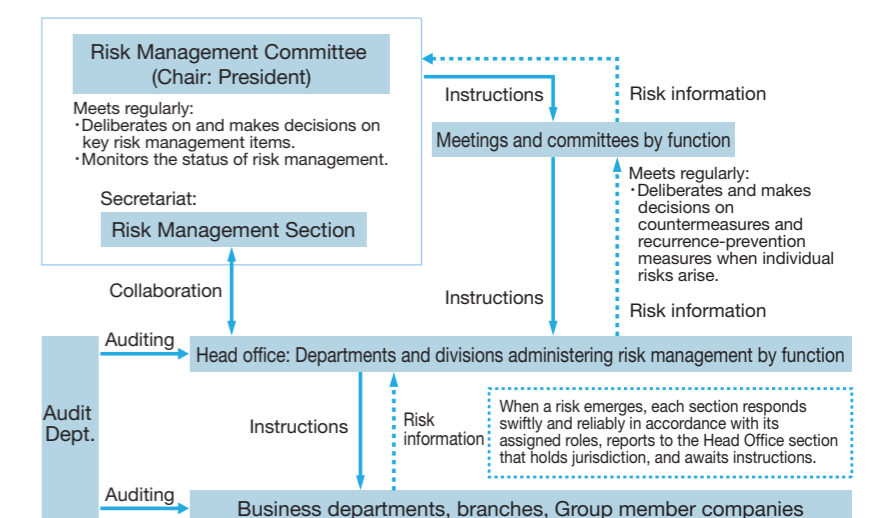 Risk Management Committee
(Chair: President)
Meets regularly:
・Deliberates on and makes decisions on
key risk management items.
・Monitors the status of risk management.
Secretariat:
Risk Management Section
Instructions
Risk information
Meetings and committees by function
Meets regularly:
・Deliberates and makes
decisions on
countermeasures and
recurrence-prevention
measures when individual
risks arise.
Collaboration
Instructions
Risk information
Auditing
Head office: Departments and divisions administering risk management by function
Audit
Dept.
Instructions
Risk
information
When a risk emerges, each section responds
swiftly and reliably in accordance with its
assigned roles, reports to the Head Office section
that holds jurisdiction, and awaits instructions.
Auditing
Business departments, branches, Group member companies